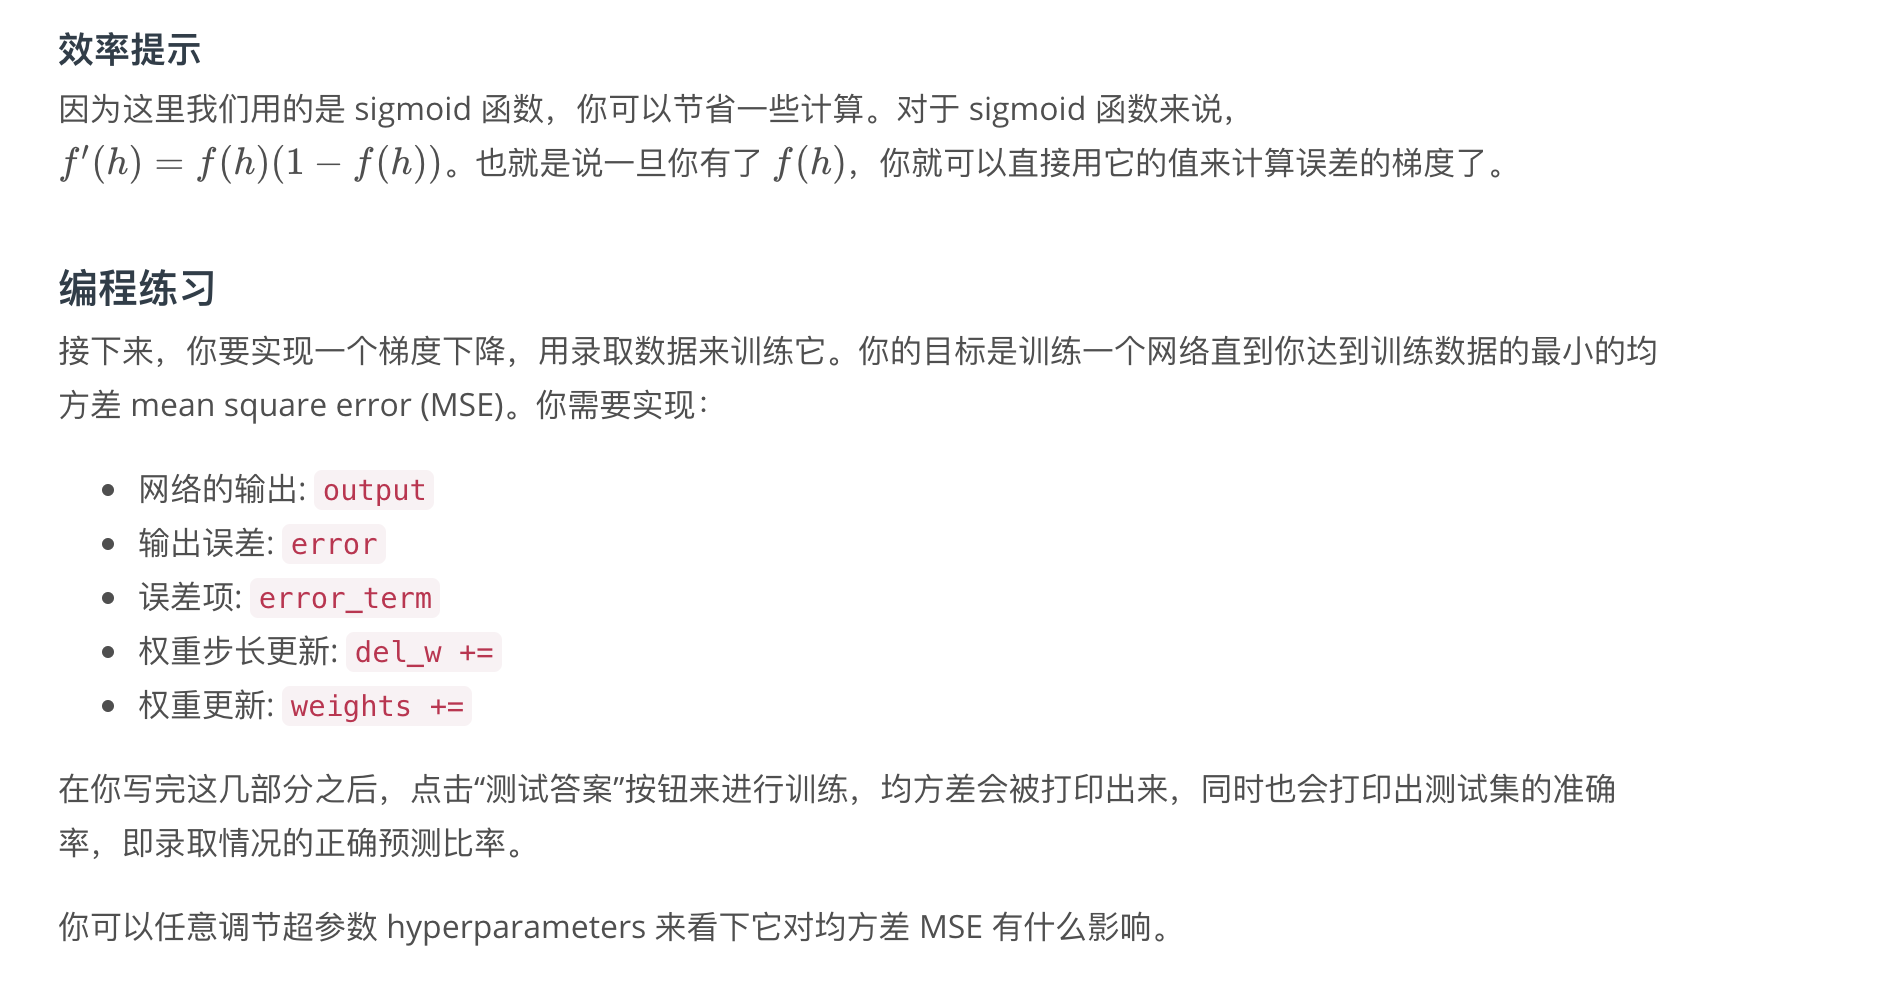 效率提示
因为这里我们用的是 sigmoid 函数，你可以节省一些计算。对于 sigmoid 函数来说，
f′(h) = f(h)(1 − f(h))。也就是说一旦你有了 f(h)，你就可以直接用它的值来计算误差的梯度了。
编程练习
接下来，你要实现一个梯度下降，用录取数据来训练它。你的目标是训练一个网络直到你达到训练数据的最小的均
方差 mean square error (MSE)。你需要实现：
• 网络的输出: output
• 输出误差: error
• 误差项: error_term
• 权重步长更新: del_w +=
• 权重更新: weights +=
在你写完这几部分之后，点击“测试答案”按钮来进行训练，均方差会被打印出来，同时也会打印出测试集的准确
率，即录取情况的正确预测比率。
你可以任意调节超参数 hyperparameters 来看下它对均方差 MSE 有什么影响。